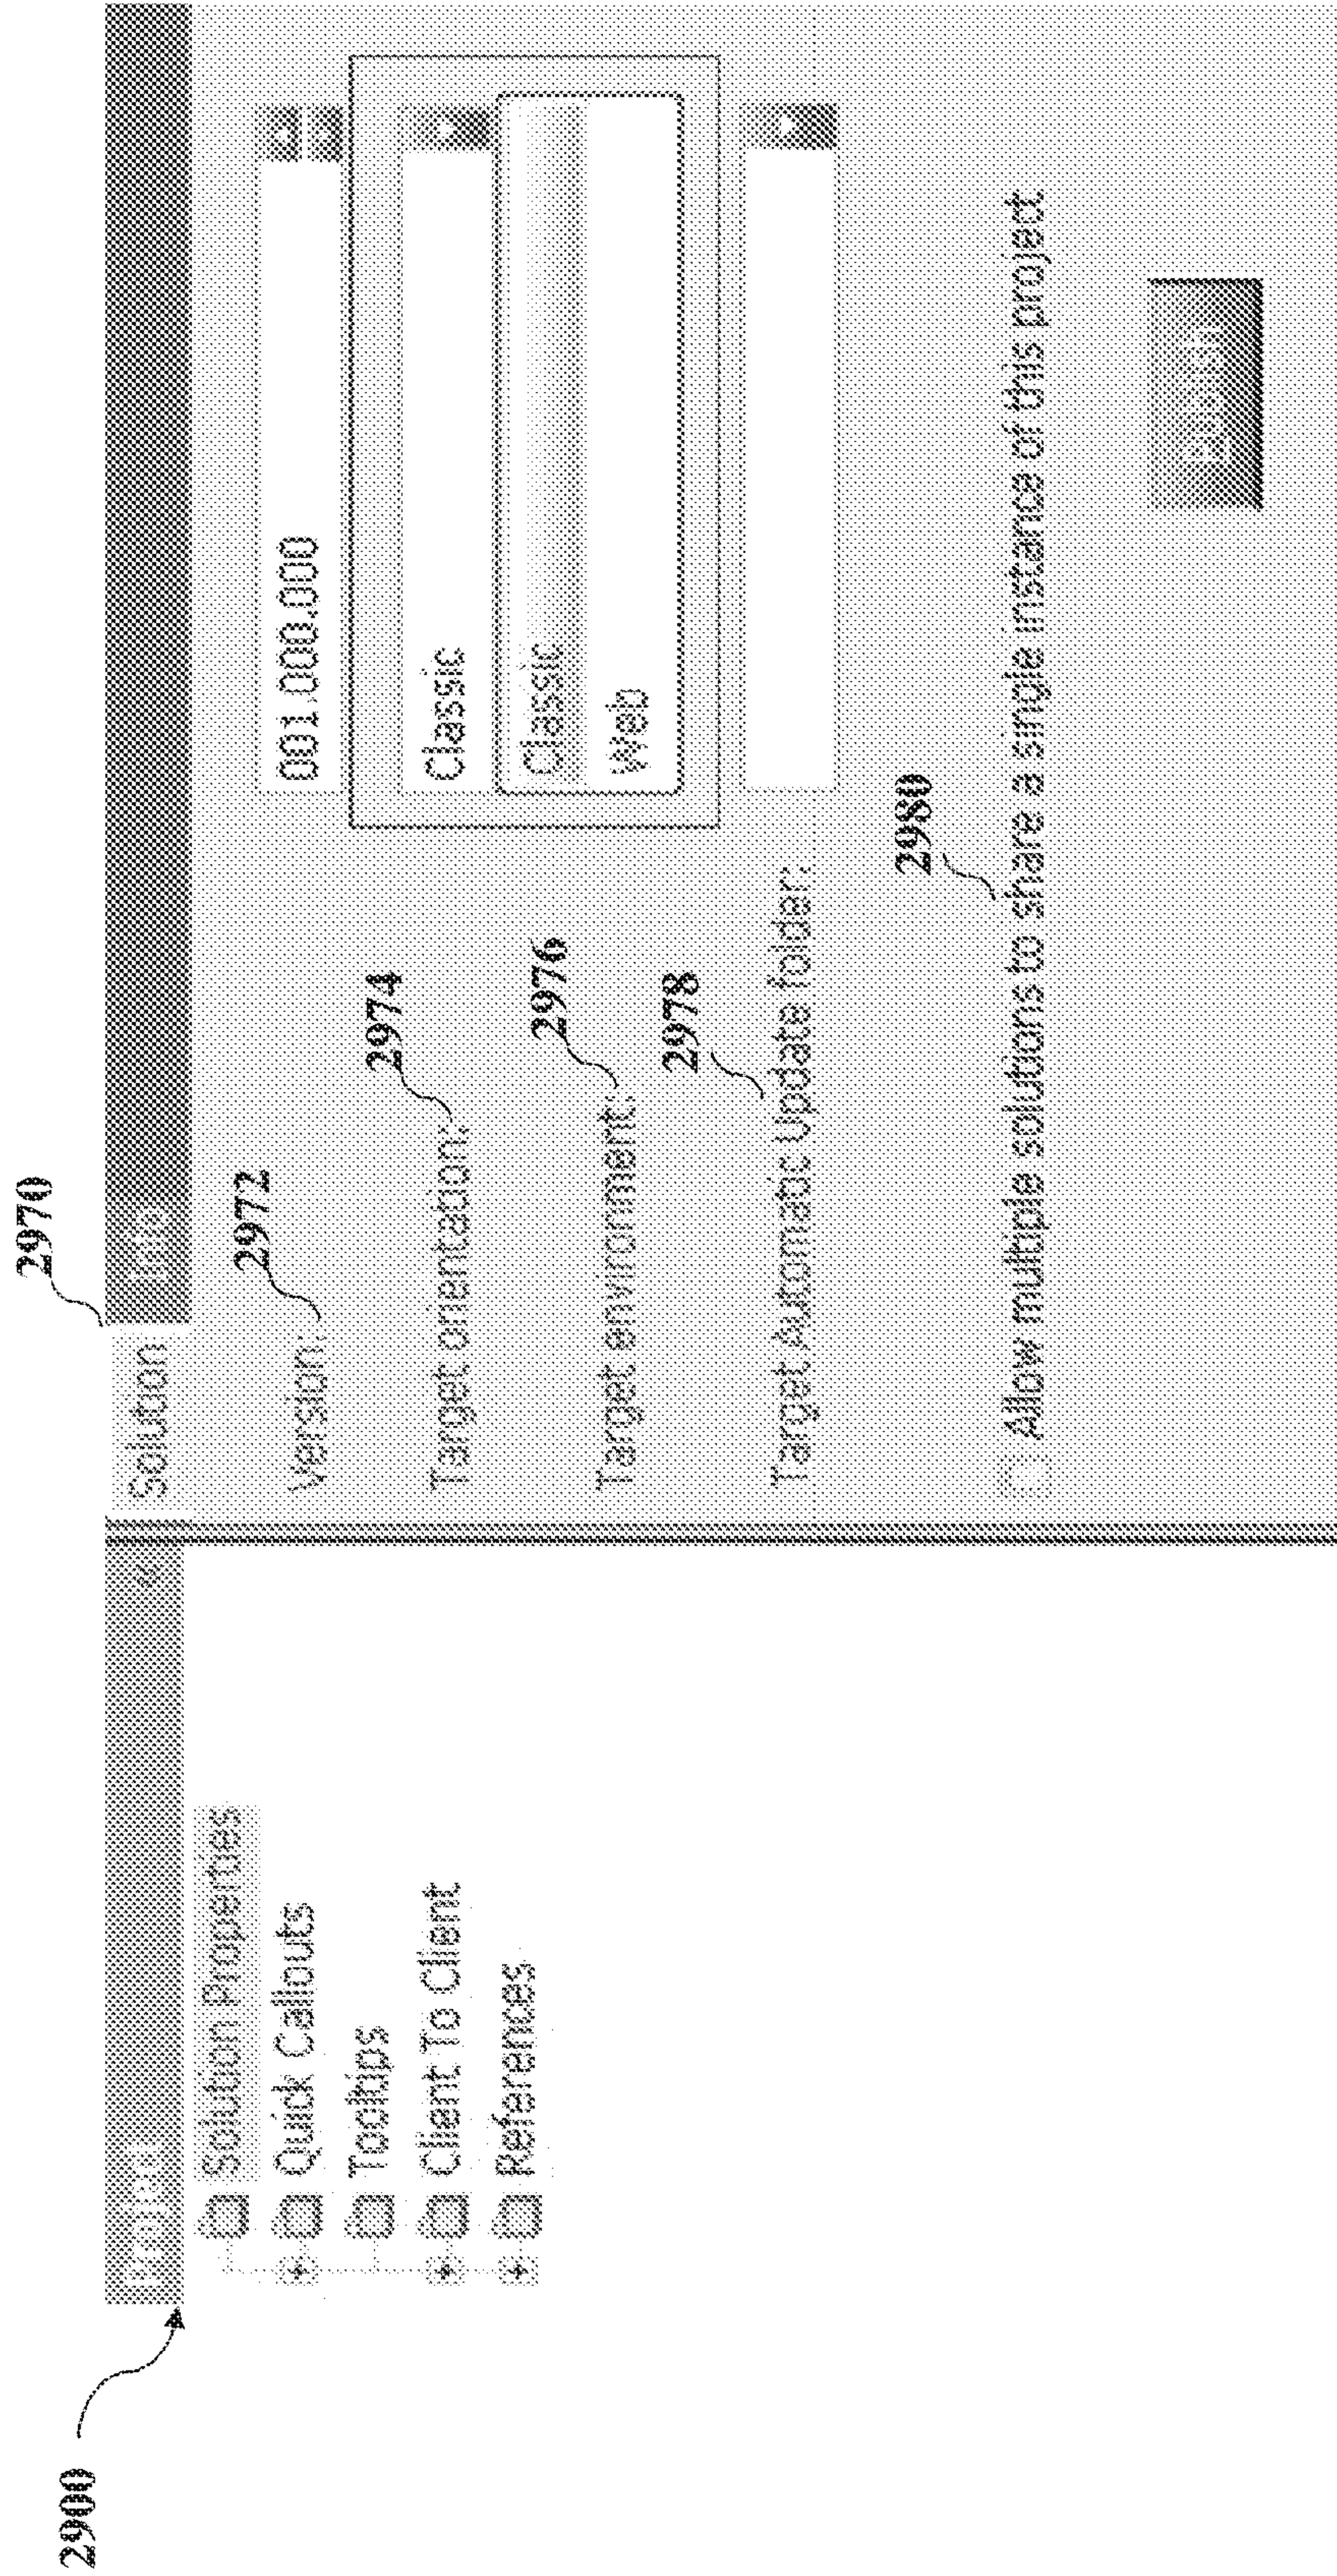 2900
2970
Solution
Solution Properties
Quick Callouts
Tooltips
Client To Client
References
2972
Version: 001.000.000
2974
Target orientation: Classic
Classic
2976
Target environment: Web
2978
Target Automatic Update folder:
2980
Allow multiple solutions to share a single instance of this project